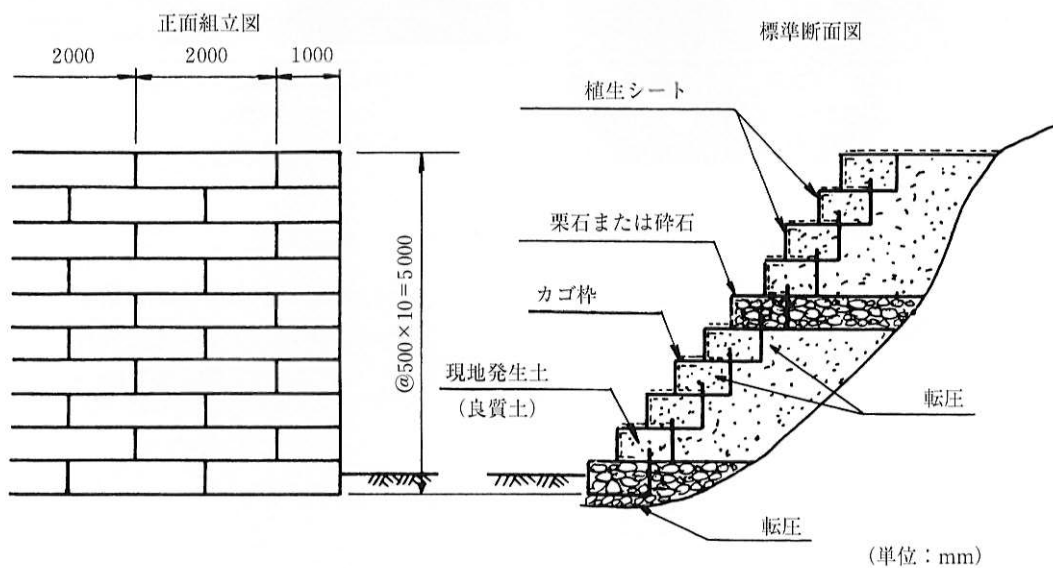 正面組立図
2000
2000
1000
@500×10=5000
標準断面図
植生シート
栗石または砕石
カゴ枠
現地発生土
(良質土)
転圧
転圧
(単位:mm)